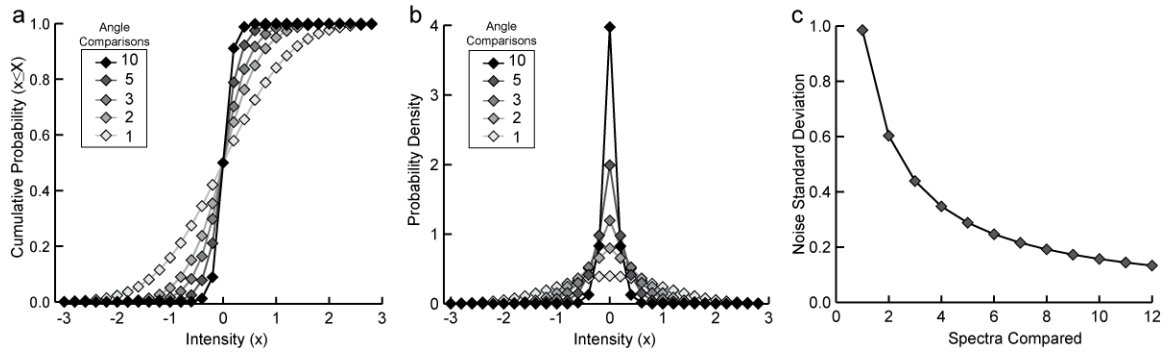 a
Angle
Comparisons
10
5
3
2
1
1.0
0.8
0.6
0.4
0.2
0.0
-3 -2 -1 0 1 2 3
Intensity (x)
Cumulative Probability (x≤X)
b
Angle
Comparisons
10
5
3
2
1
4
3
2
1
0
-3 -2 -1 0 1 2 3
Intensity (x)
Probability Density
c
1.0
0.8
0.6
0.4
0.2
0.0
0 2 4 6 8 10 12
Spectra Compared
Noise Standard Deviation